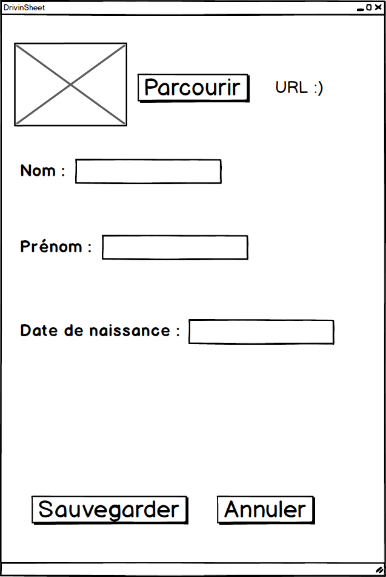 DrivinSheet
Parcourir URL :)
Nom :
Prénom :
Date de naissance :
Sauvegarder Annuler